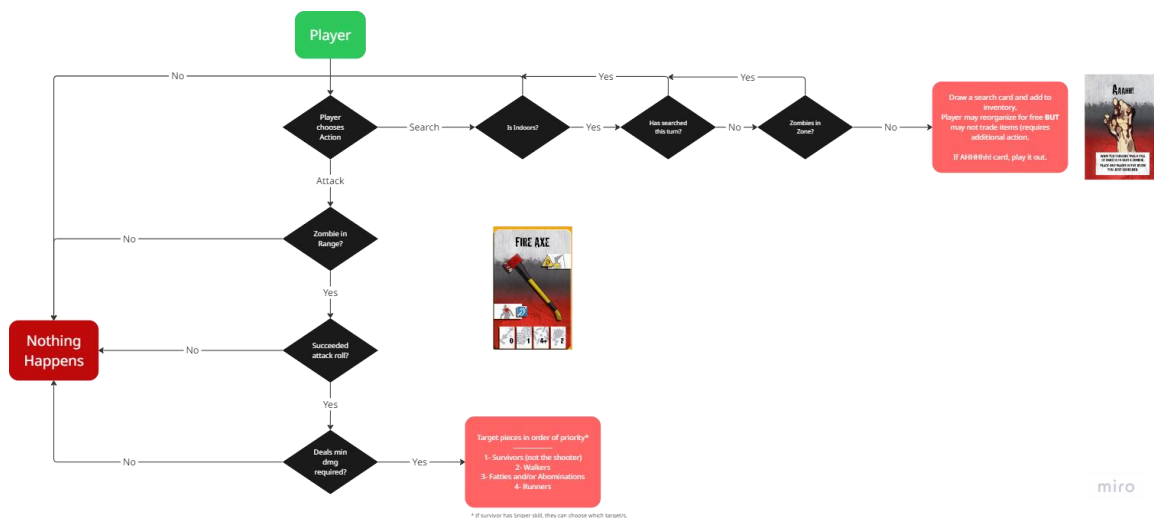 Player
No
Yes
Yes
Player
chooses
Action
Search
Is Indoors?
Yes
Has searched
this turn?
No
Zombies in
Zone?
No
Draw a search card and add to
inventory.
Player may reorganize for free BUT
may not trade items (requires
additional action.
If AHHHHh! card, play it out.
AAAHH!
Attack
Zombie in
Range?
No
FIRE AXE
0 1 4+ 2
Yes
Nothing
Happens
No
Succeeded
attack roll?
Yes
Deals min
dmg
required?
No
Yes
Target pieces in order of priority*
1- Survivors (not the shooter)
2- Walkers
3- Fatties and/or Abominations
4- Runners
* If survivor has Sniper skill, they can choose which target/s.
miro